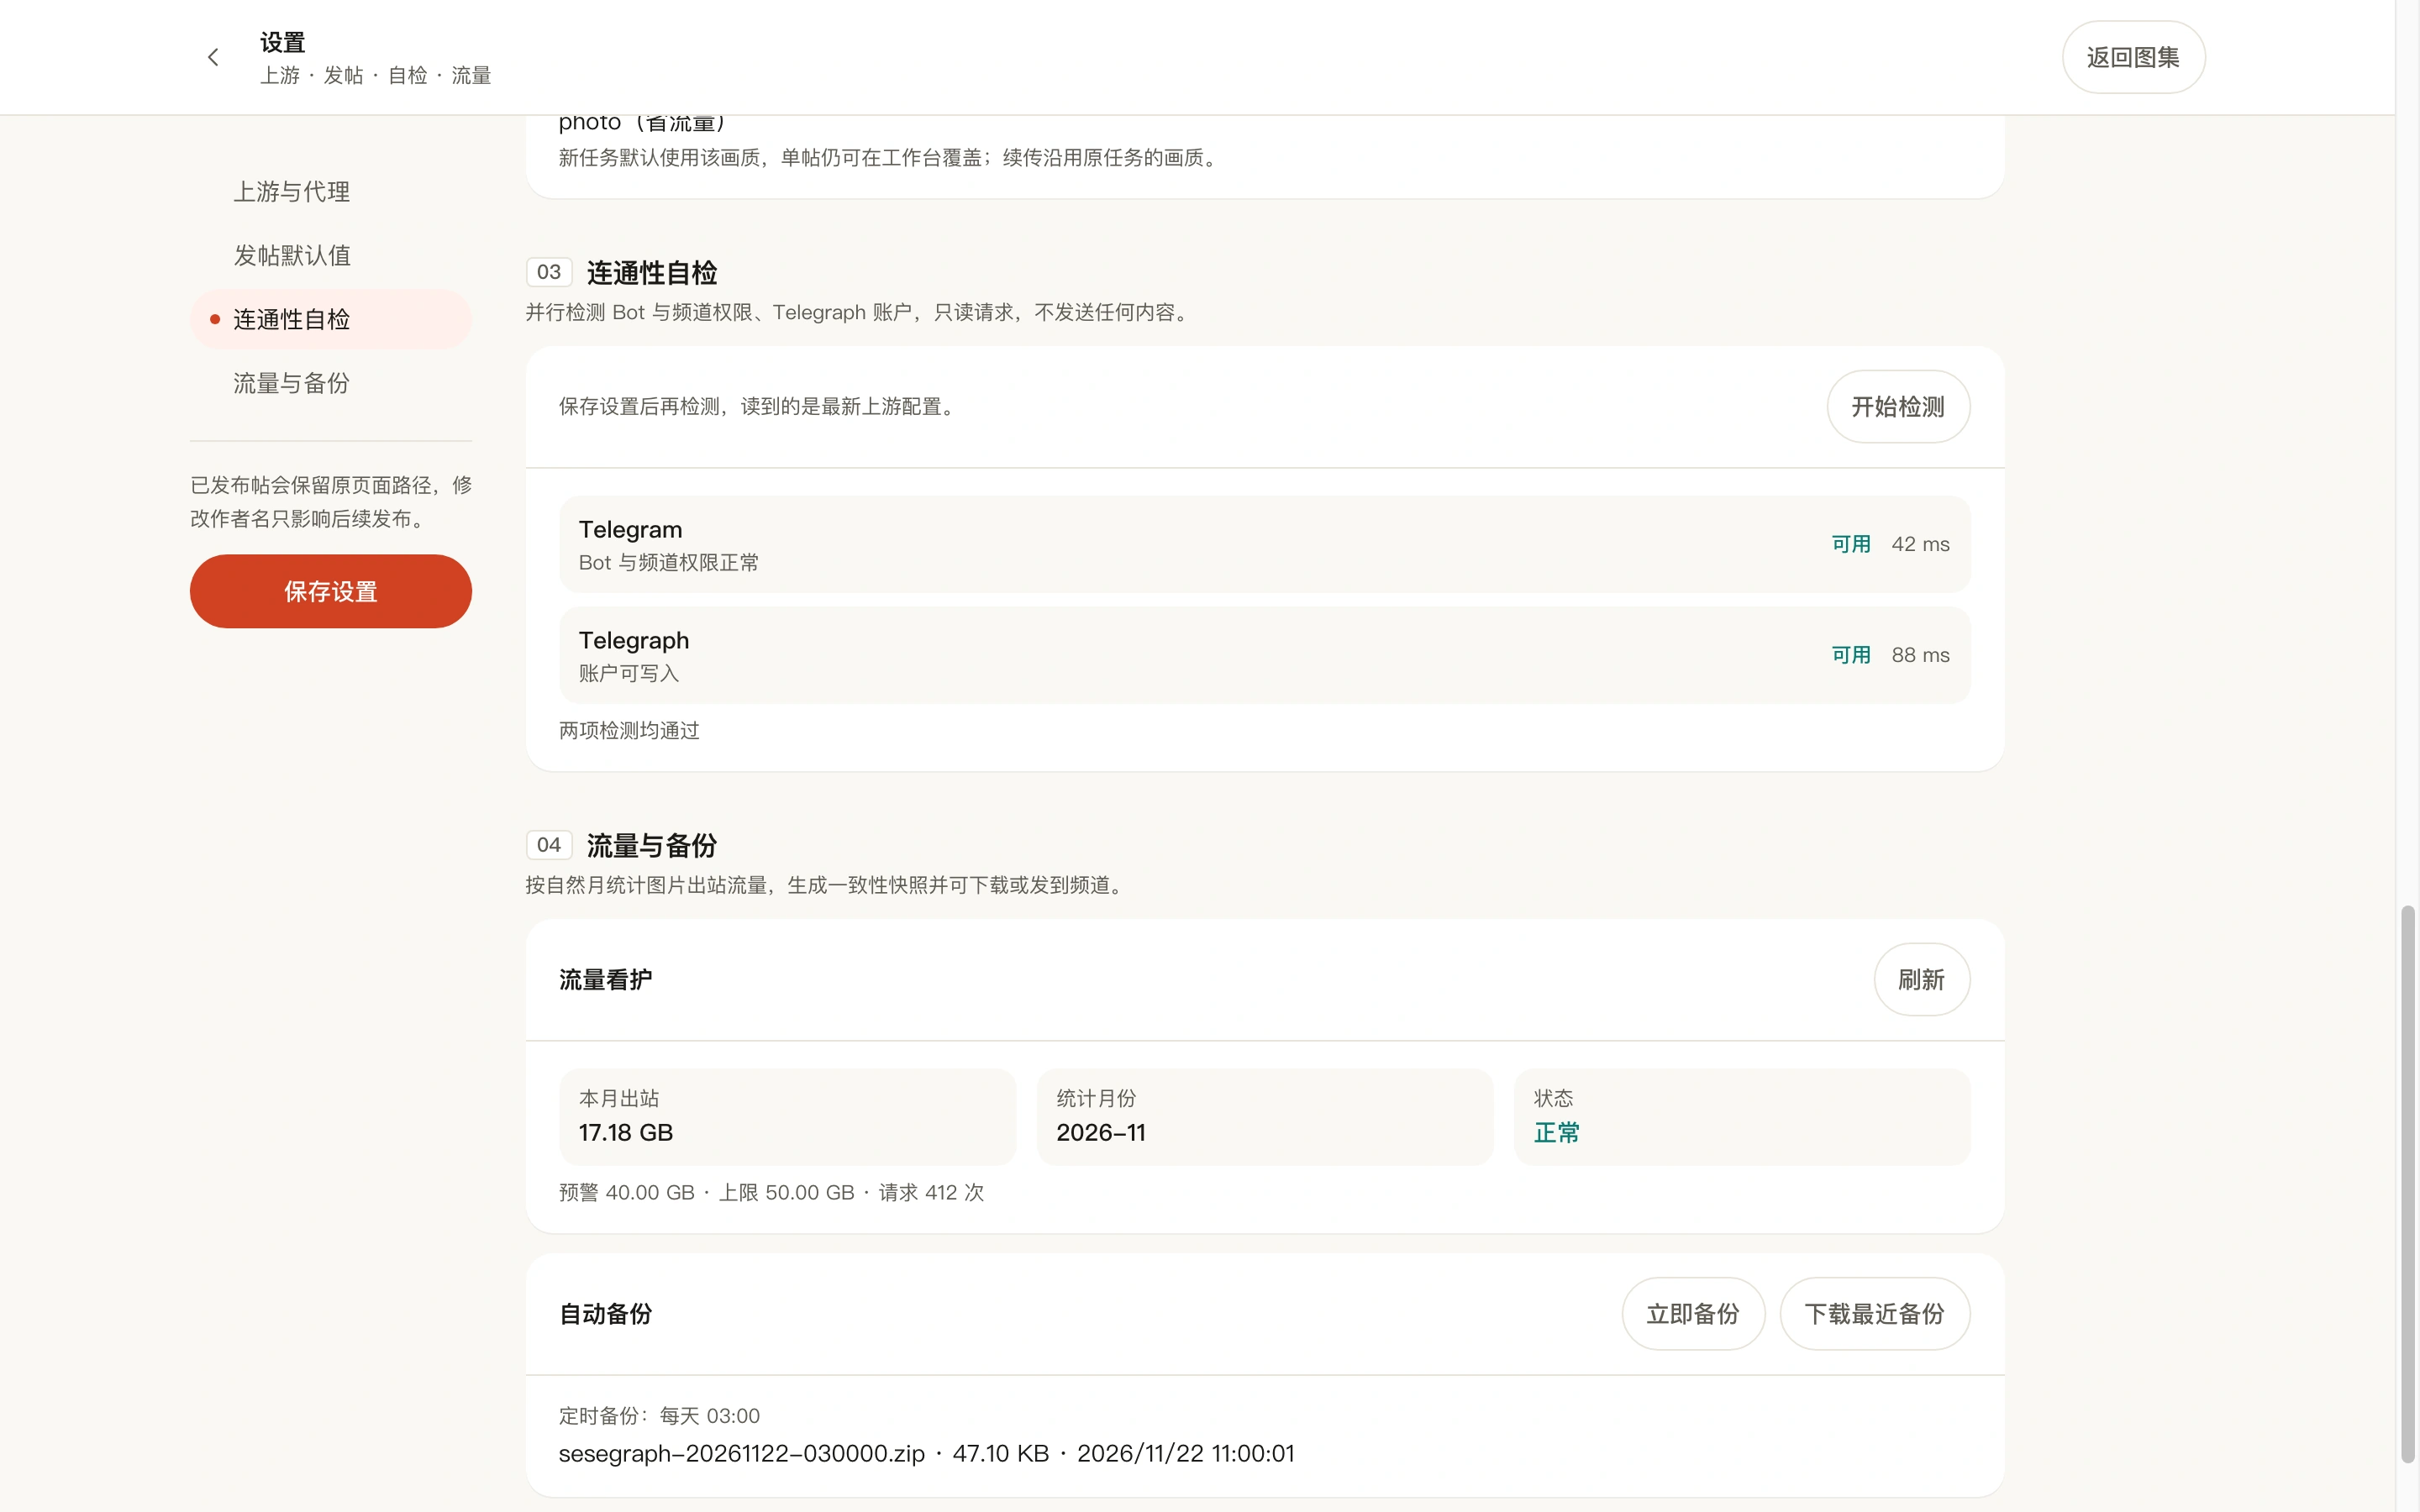 设置
上游 · 发帖 · 自检 · 流量
返回图集
上游与代理
发帖默认值
连通性自检
流量与备份
已发布帖会保留原页面路径，修
改作者名只影响后续发布。
保存设置
photo（省流量）
新任务默认使用该画质，单帖仍可在工作台覆盖；续传沿用原任务的画质。
03 连通性自检
并行检测 Bot 与频道权限、Telegraph 账户，只读请求，不发送任何内容。
保存设置后再检测，读到的是最新上游配置。
开始检测
Telegram
Bot 与频道权限正常
可用 42 ms
Telegraph
账户可写入
可用 88 ms
两项检测均通过
04 流量与备份
按自然月统计图片出站流量，生成一致性快照并可下载或发到频道。
流量看护
刷新
本月出站
17.18 GB
统计月份
2026-11
状态
正常
预警 40.00 GB · 上限 50.00 GB · 请求 412 次
自动备份
立即备份
下载最近备份
定时备份：每天 03:00
sesegraph-20261122-030000.zip · 47.10 KB · 2026/11/22 11:00:01